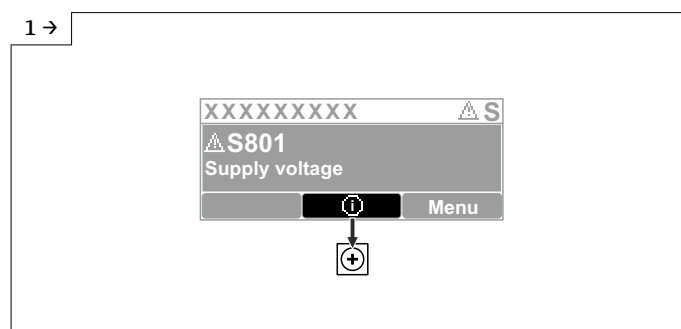 1 →
XXXXXXXXX ⚠ S
⚠S801
Supply voltage
ⓘ Menu
+